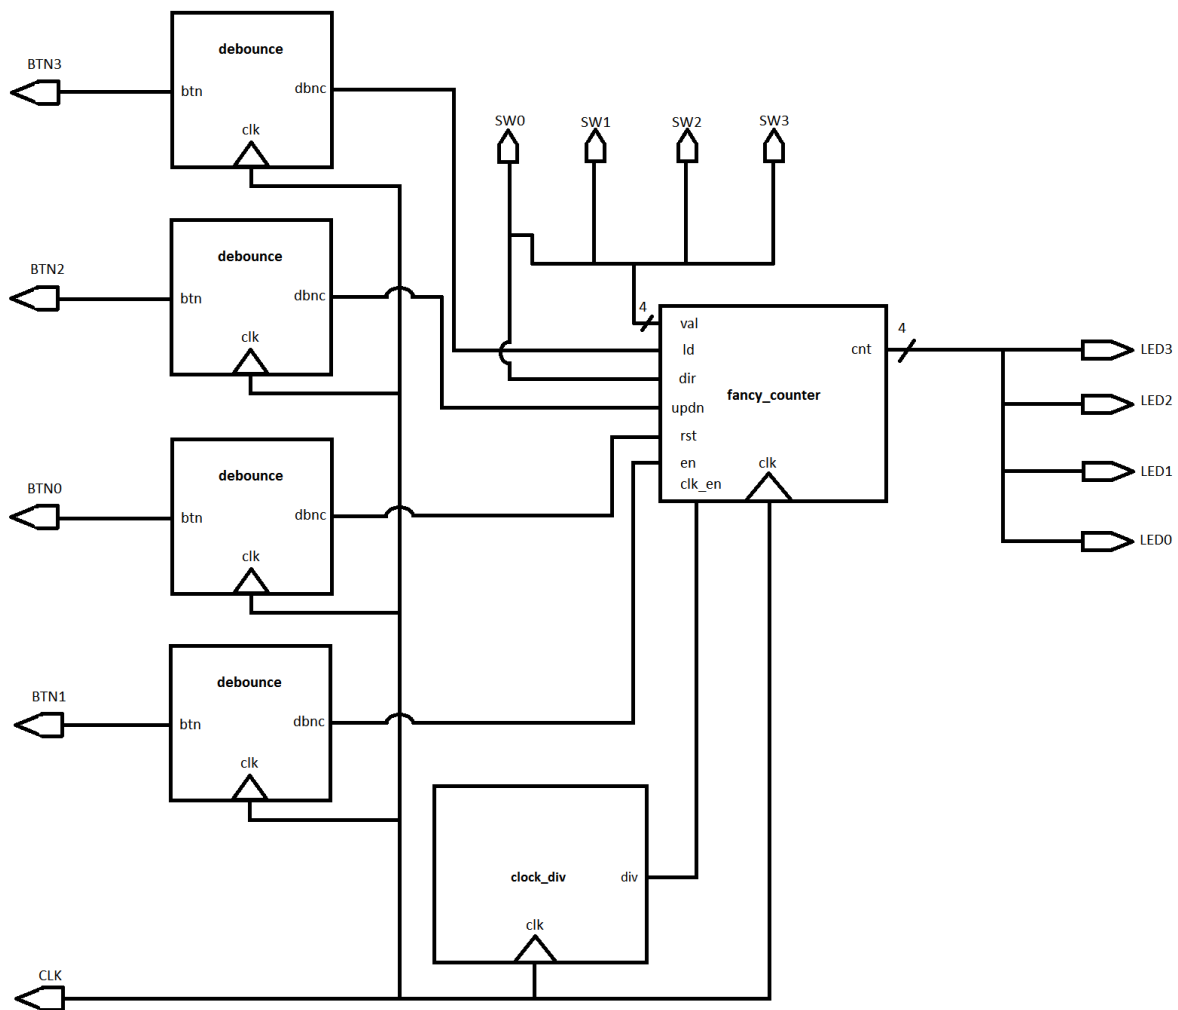 debounce
BTN3
btn
dbnc
clk
SW0
SW1
SW2
SW3
debounce
BTN2
btn
dbnc
clk
4
val
ld
dir
updn
rst
en
clk_en
fancy_counter
clk
cnt
4
LED3
LED2
LED1
LED0
debounce
BTN0
btn
dbnc
clk
debounce
BTN1
btn
dbnc
clk
clock_div
div
clk
CLK